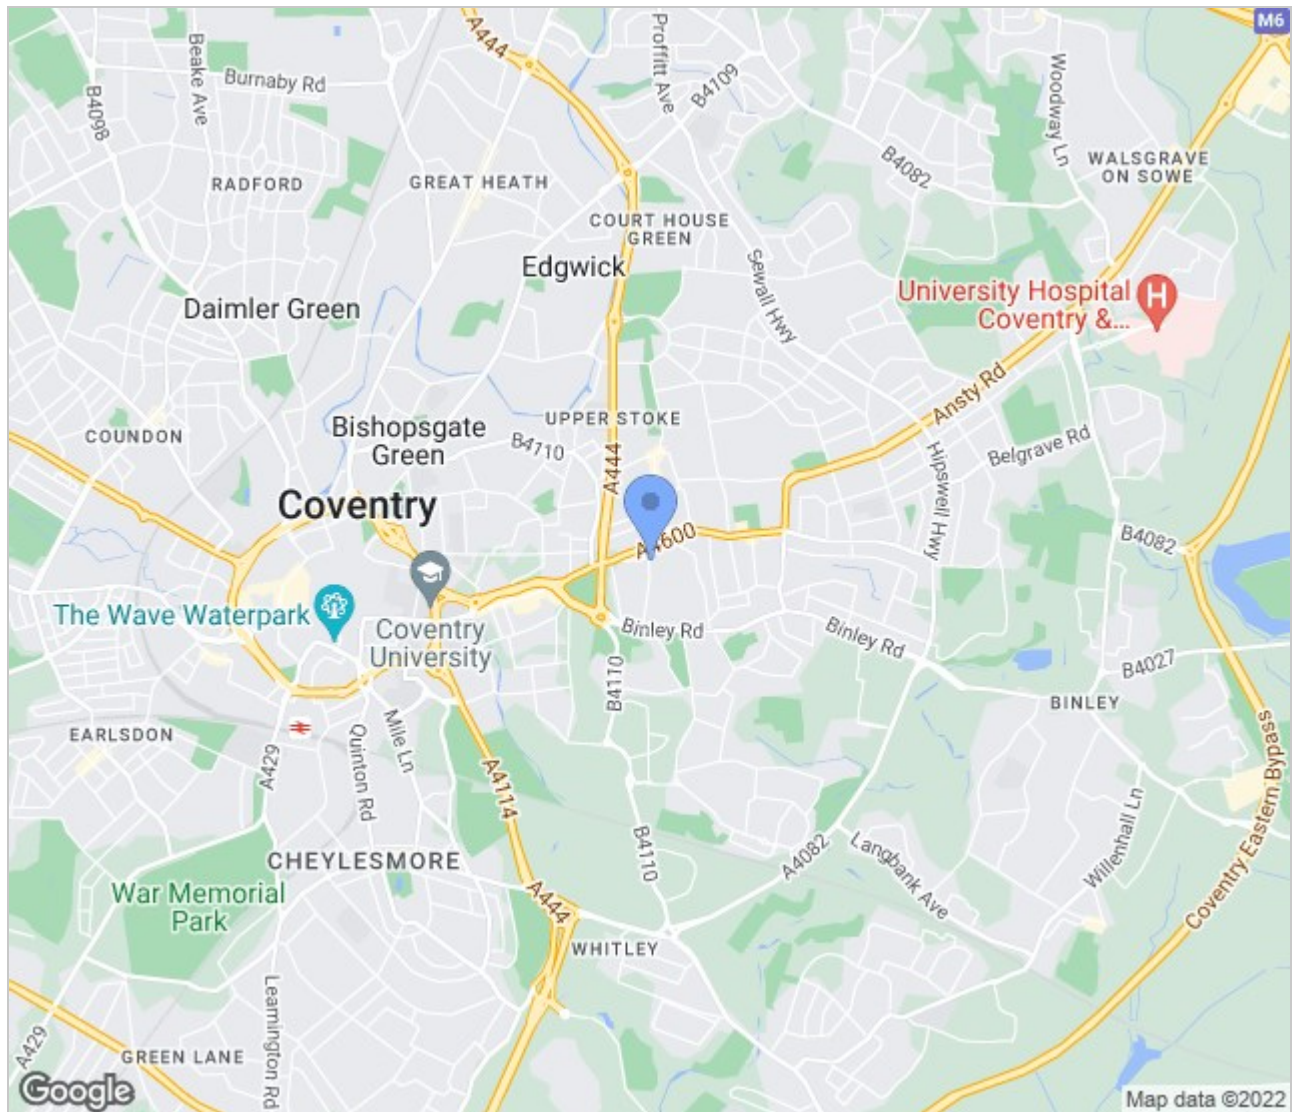 M6
A444
Proffitt Ave
B4109
Beake Ave
Burnaby Rd
B4098
Woodway Ln
WALSGRAVE
ON SOWE
B4082
RADFORD
GREAT HEATH
COURT HOUSE
GREEN
Edgwick
Sewall Hwy
Daimler Green
University Hospital
Coventry &...
H
Ansty Rd
UPPER STOKE
COUNDON
Bishopsgate
Green
B4110
A444
Belgrave Rd
Hipswell Hwy
Coventry
A4600
B4082
The Wave Waterpark
Coventry
University
Binley Rd
Binley Rd
B4027
B4110
BINLEY
EARLSDON
A429
Quinton Rd
Mile Ln
A4114
Coventry Eastern Bypass
CHEYLESMORE
B4110
A4082
Langbank Ave
Willenhall Ln
War Memorial
Park
A444
WHITLEY
Leamington Rd
A429
GREEN LANE
Google
Map data ©2022